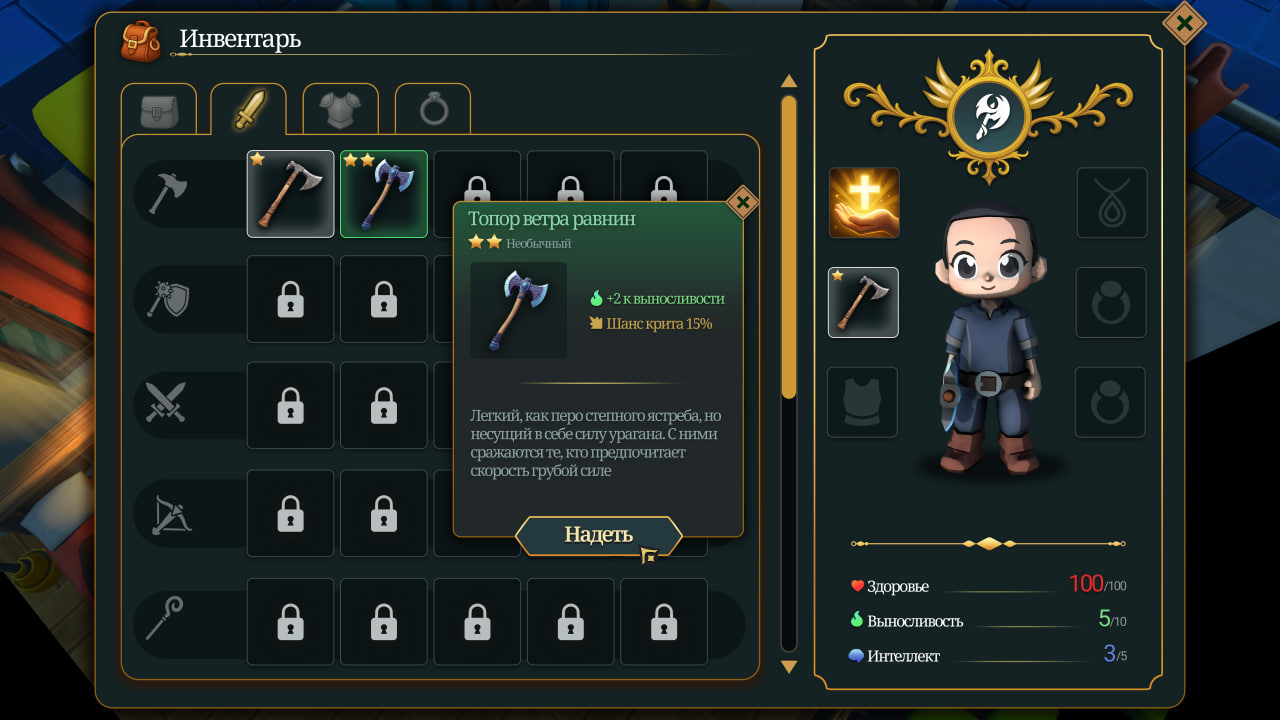 Инвентарь
Топор ветра равнин
Необычный
+2 к выносливости
Шанс крита 15%
Легкий, как перо степного ястреба, но
несущий в себе силу урагана. С ними
сражаются те, кто предпочитает
скорость грубой силе
Надеть
Здоровье 100/100
Выносливость 5/10
Интеллект 3/5